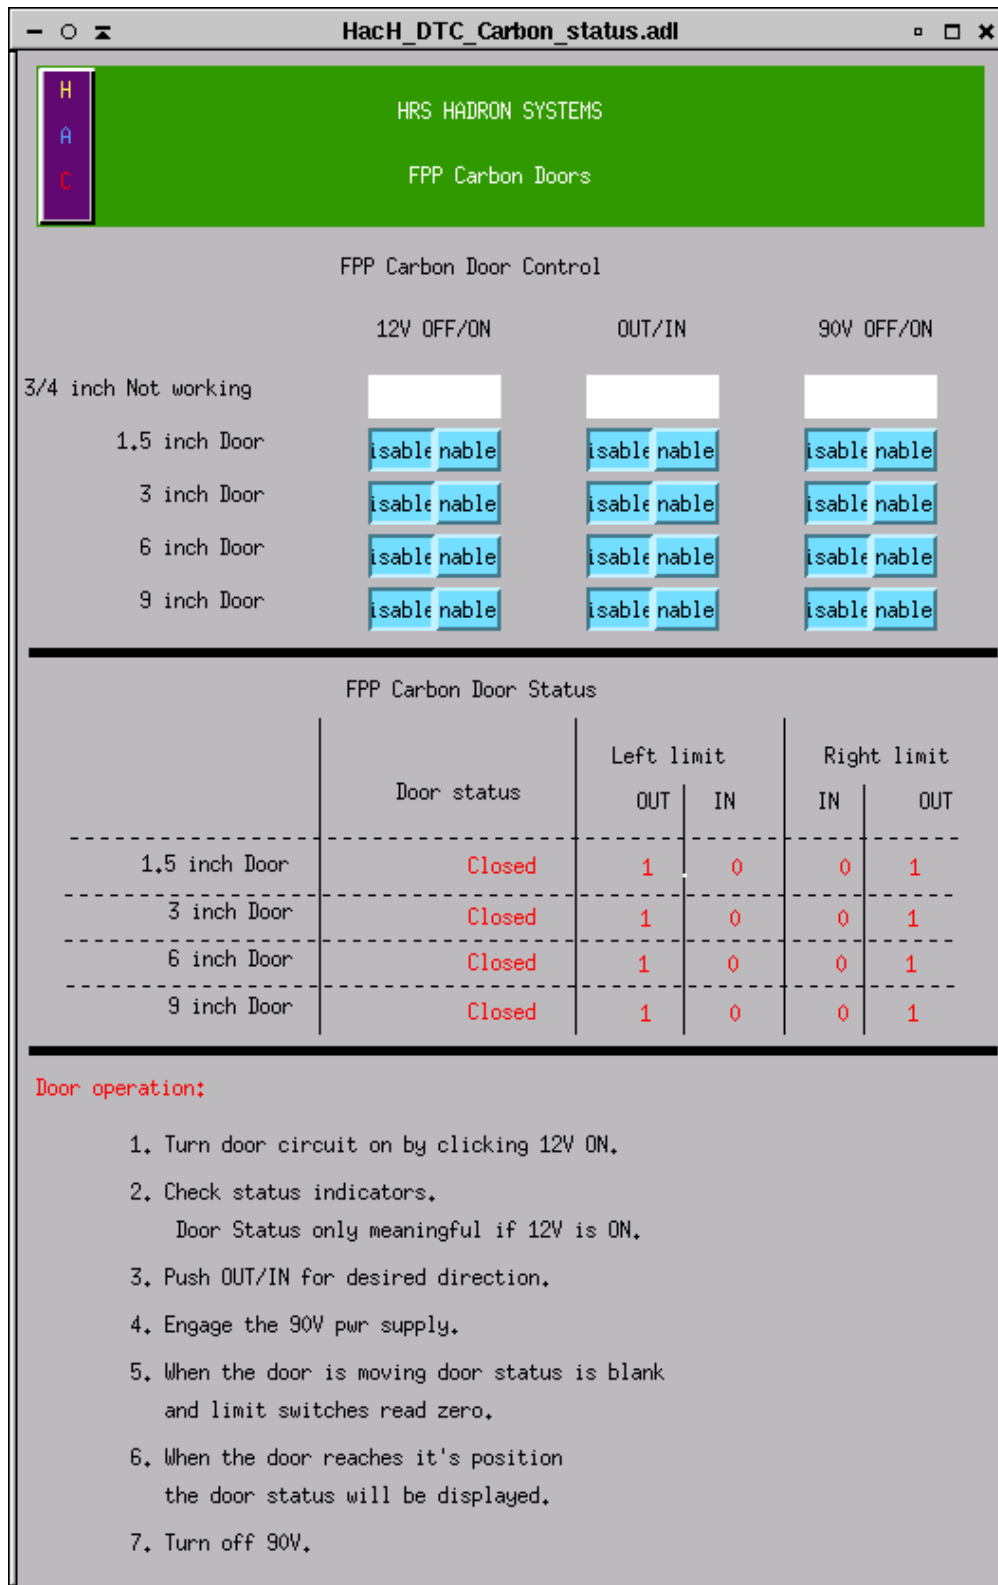 HacH_DTC_Carbon_status.adl
H
A
C
HRS HADRON SYSTEMS
FPP Carbon Doors
FPP Carbon Door Control
12V OFF/ON OUT/IN 90V OFF/ON
3/4 inch Not working
1.5 inch Door isable nable isable nable isable nable
3 inch Door isable nable isable nable isable nable
6 inch Door isable nable isable nable isable nable
9 inch Door isable nable isable nable isable nable
FPP Carbon Door Status
Left limit Right limit
Door status OUT IN IN OUT
1.5 inch Door Closed 1 0 0 1
3 inch Door Closed 1 0 0 1
6 inch Door Closed 1 0 0 1
9 inch Door Closed 1 0 0 1
Door operation:
1. Turn door circuit on by clicking 12V ON.
2. Check status indicators.
Door Status only meaningful if 12V is ON.
3. Push OUT/IN for desired direction.
4. Engage the 90V pwr supply.
5. When the door is moving door status is blank
and limit switches read zero.
6. When the door reaches it's position
the door status will be displayed.
7. Turn off 90V.